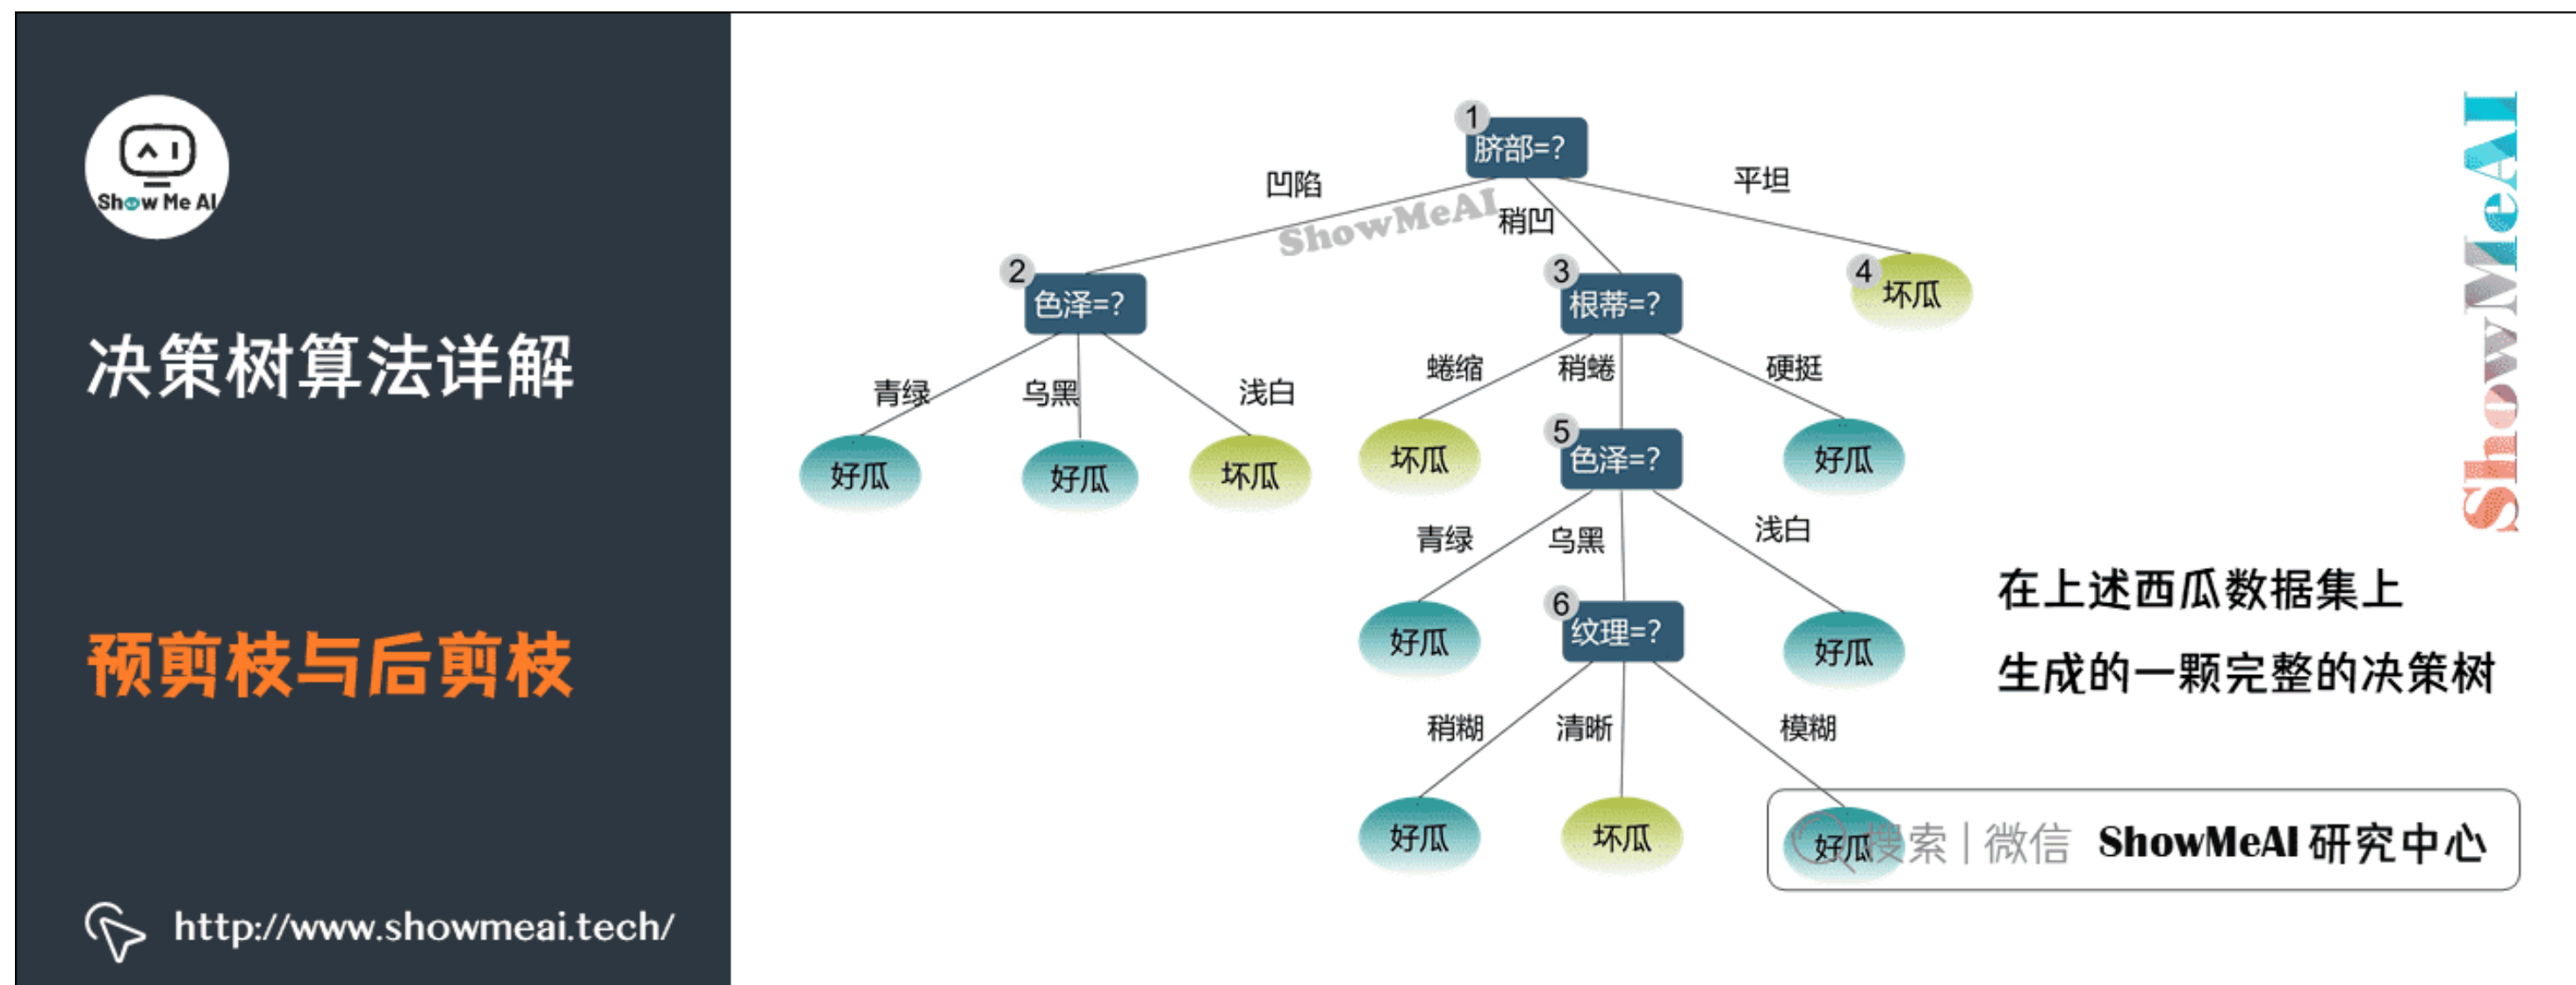 Show Me AI
决策树算法详解
预剪枝与后剪枝
http://www.showmeai.tech/
1
脐部=?
凹陷
稍凹
平坦
ShowMeAI
2
色泽=?
3
根蒂=?
4
坏瓜
青绿
乌黑
浅白
蜷缩
稍蜷
硬挺
好瓜
好瓜
坏瓜
坏瓜
5
色泽=?
好瓜
青绿
乌黑
浅白
好瓜
6
纹理=?
好瓜
稍糊
清晰
模糊
好瓜
坏瓜
好瓜
ShowMeAI
在上述西瓜数据集上
生成的一颗完整的决策树
搜索 | 微信 ShowMeAI 研究中心